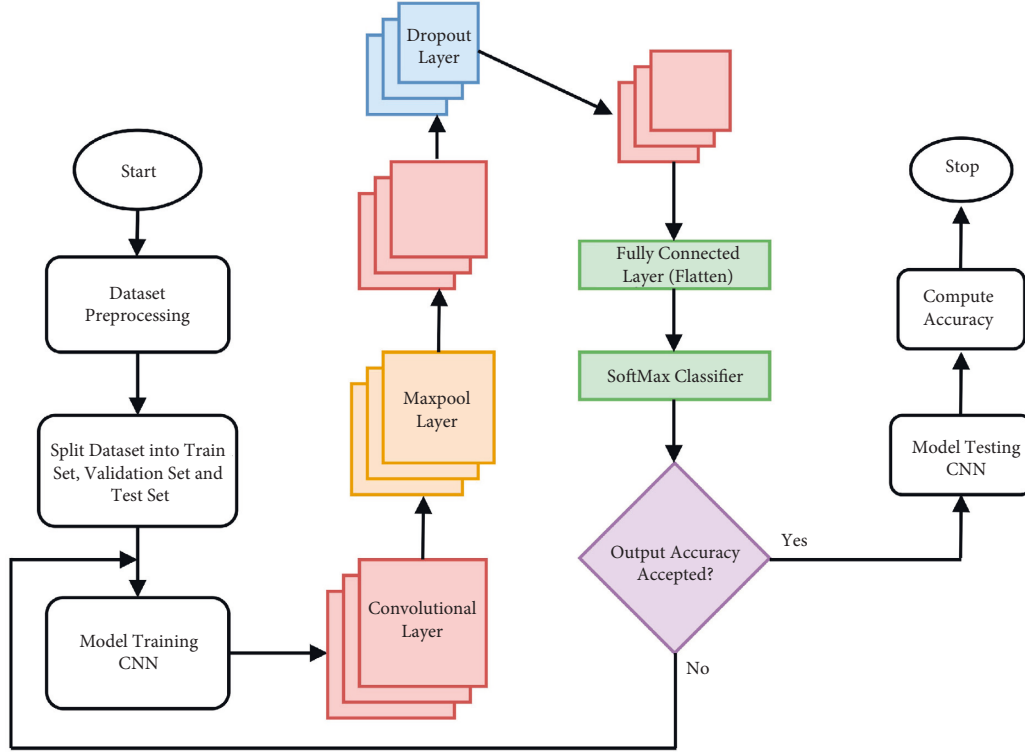 Start
Dataset
Preprocessing
Split Dataset into Train
Set, Validation Set and
Test Set
Model Training
CNN
Convolutional
Layer
Maxpool
Layer
Dropout
Layer
Fully Connected
Layer (Flatten)
SoftMax Classifier
Output Accuracy
Accepted?
Yes
No
Model Testing
CNN
Compute
Accuracy
Stop